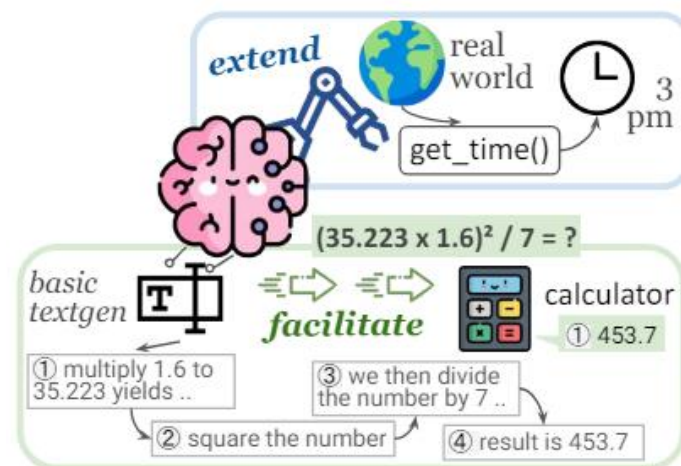 extend
real
world
get_time()
3
pm
(35.223 x 1.6)² / 7 = ?
basic
textgen
T
facilitate
calculator
① 453.7
① multiply 1.6 to
35.223 yields ..
② square the number
③ we then divide
the number by 7 ..
④ result is 453.7